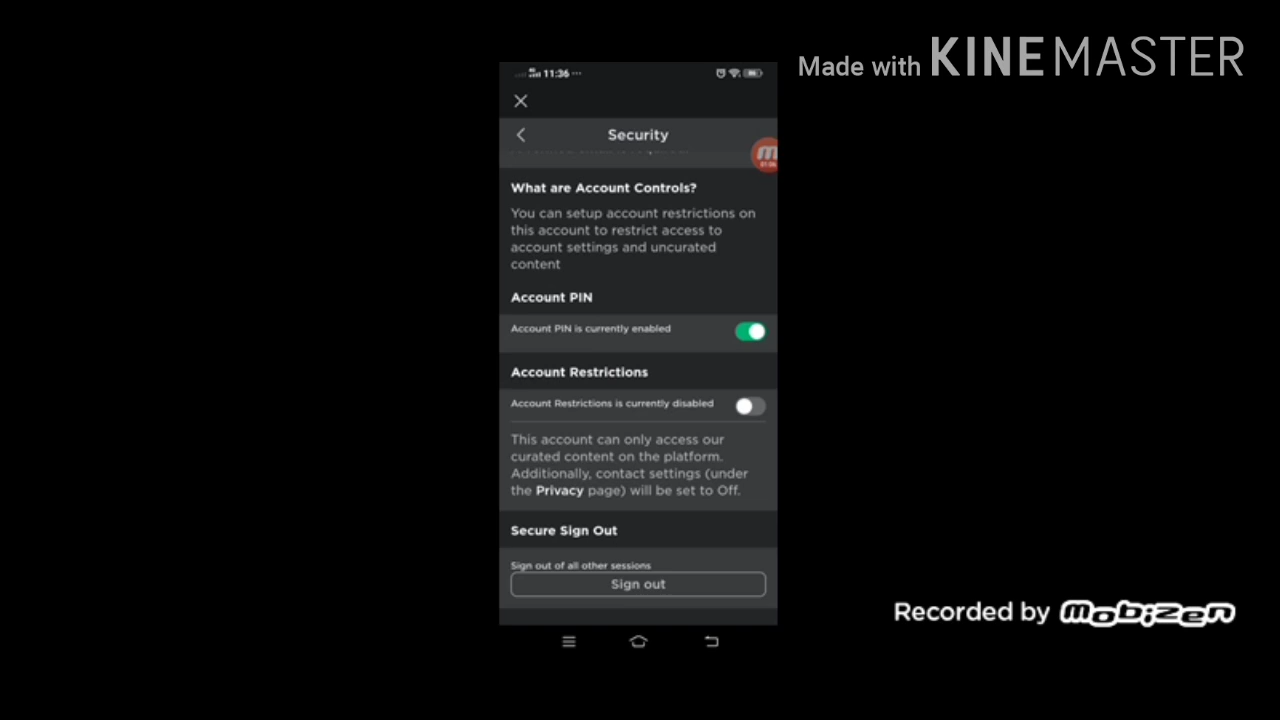 Made with KINEMASTER
11:36
Security
What are Account Controls?
You can setup account restrictions on
this account to restrict access to
account settings and uncurated
content
Account PIN
Account PIN is currently enabled
Account Restrictions
Account Restrictions is currently disabled
This account can only access our
curated content on the platform.
Additionally, contact settings (under
the Privacy page) will be set to Off.
Secure Sign Out
Sign out of all other sessions
Sign out
Recorded by mobizen